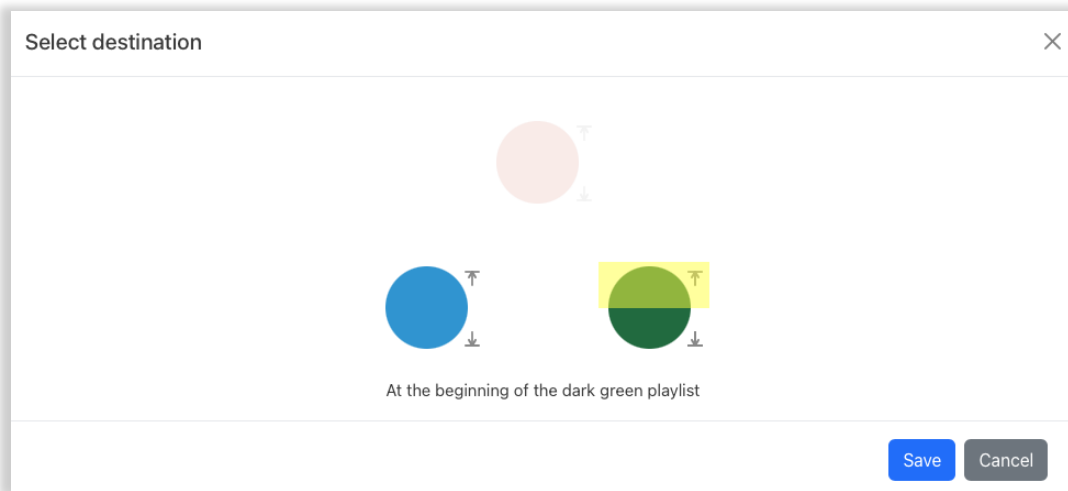 Select destination
At the beginning of the dark green playlist
Save
Cancel